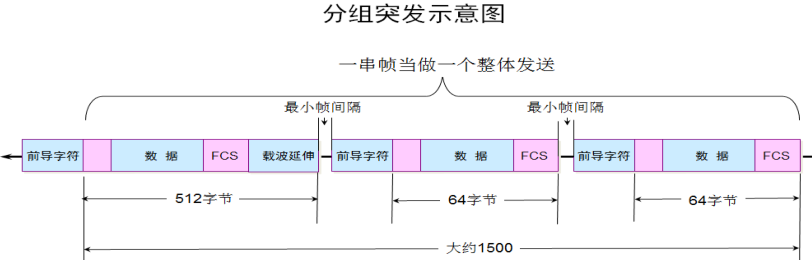 分组突发示意图
一串帧当做一个整体发送
最小帧间隔 最小帧间隔
前导字符 数 据 FCS 载波延伸 前导字符 数 据 FCS 前导字符 数 据 FCS
512字节 64字节 64字节
大约1500